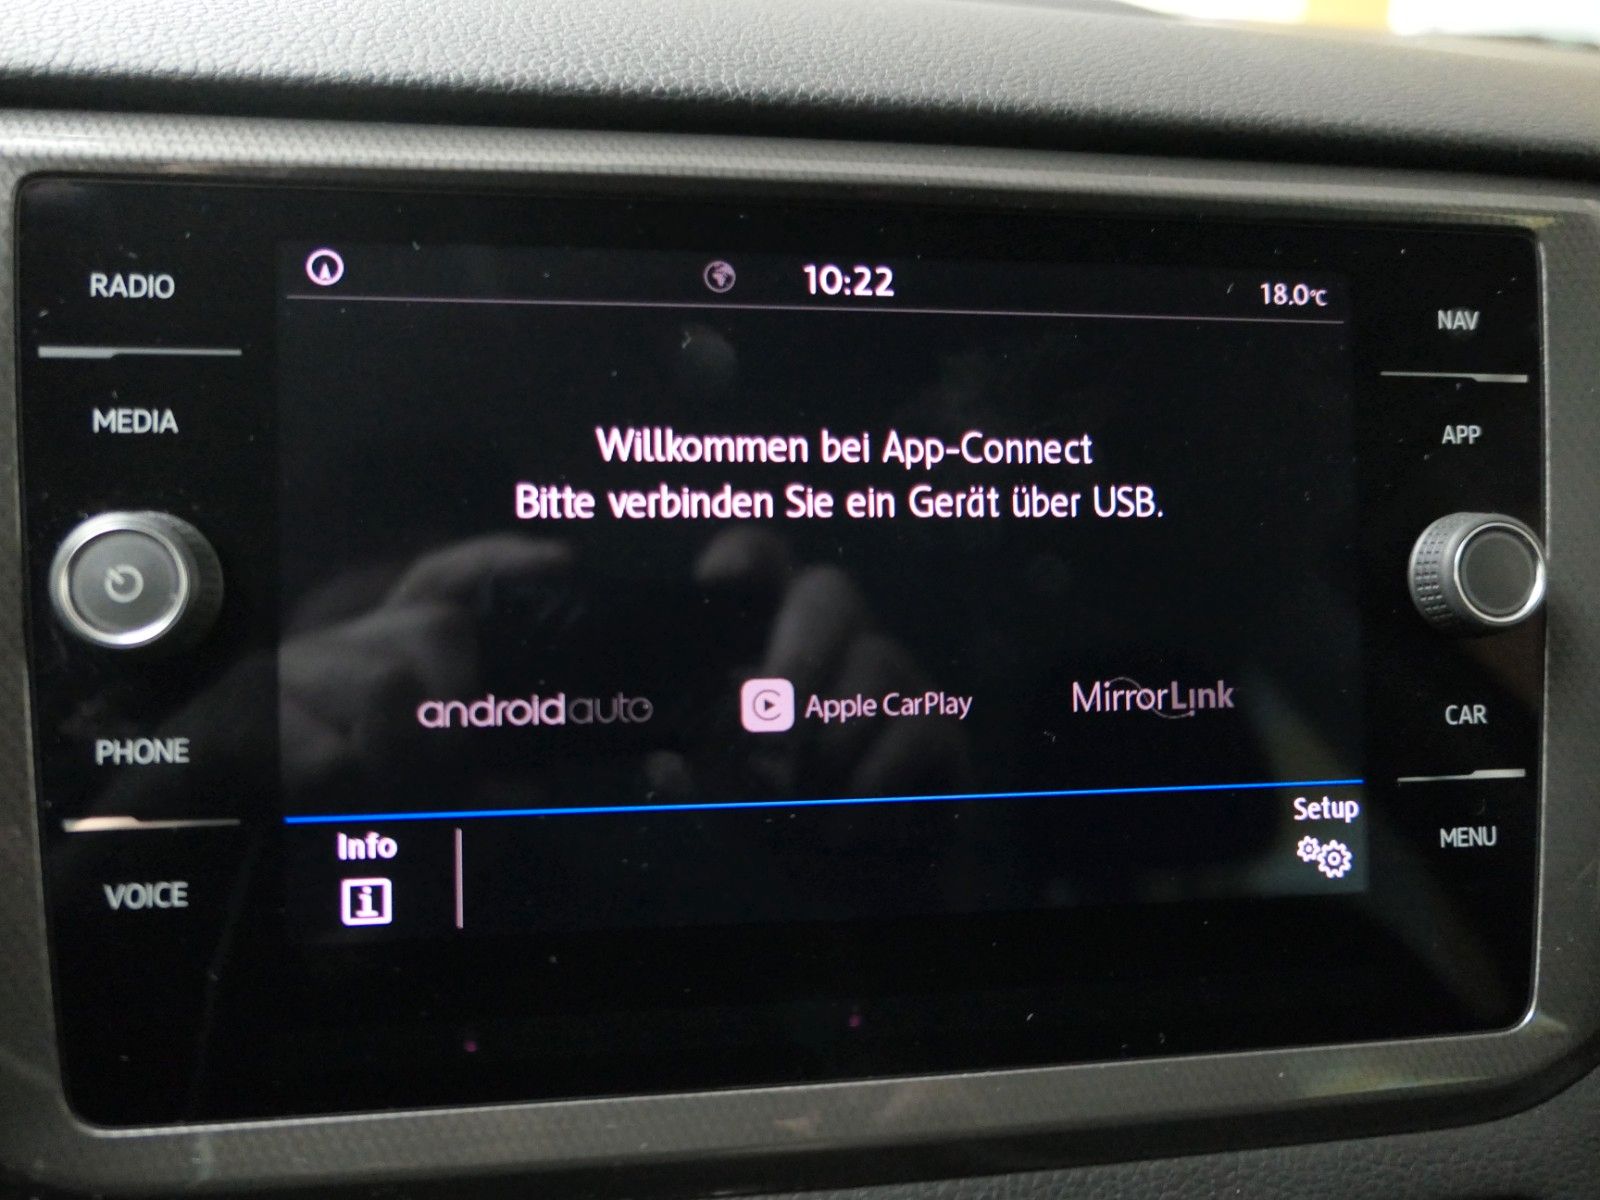 RADIO
MEDIA
PHONE
VOICE
10:22
18.0°C
Willkommen bei App-Connect
Bitte verbinden Sie ein Gerät über USB.
androidauto
Apple CarPlay
MirrorLink
Info
i
Setup
NAV
APP
CAR
MENU